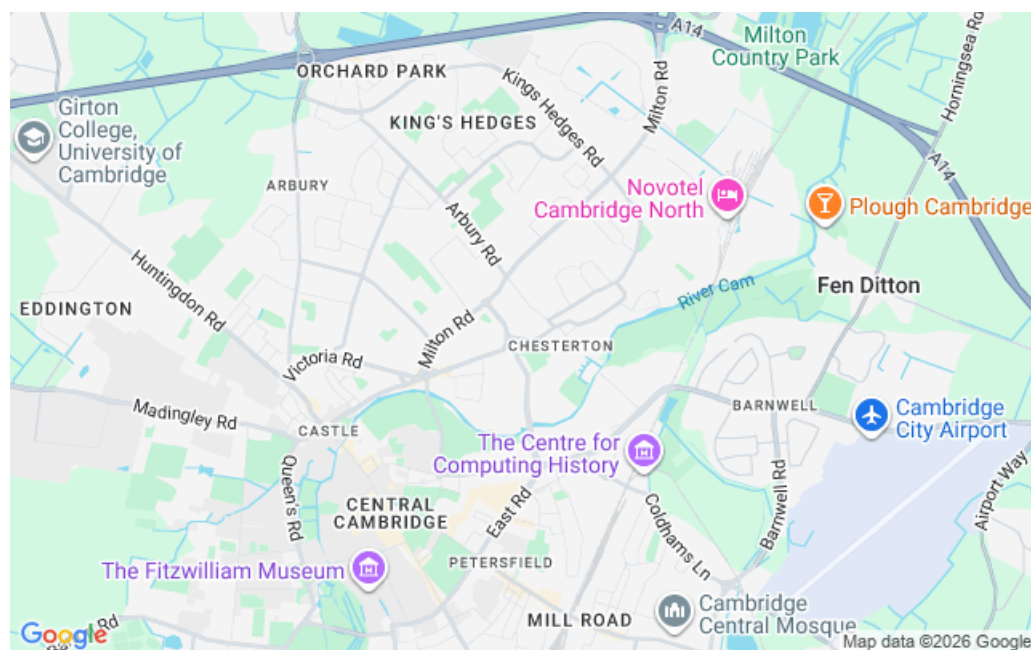 A14
Milton
Country Park
Horningsea Rd
ORCHARD PARK
Kings Hedges Rd
Milton Rd
Girton
College,
University of
Cambridge
KING'S HEDGES
A14
ARBURY
Novotel
Cambridge North
Plough Cambridge
Arbury Rd
Huntingdon Rd
River Cam
Fen Ditton
EDDINGTON
Milton Rd
Victoria Rd
CHESTERTON
Madingley Rd
BARNWELL
Cambridge
City Airport
CASTLE
The Centre for
Computing History
Queen's Rd
CENTRAL
CAMBRIDGE
East Rd
Coldhams Ln
Barnwell Rd
Airport Way
PETERSFIELD
The Fitzwilliam Museum
MILL ROAD
Cambridge
Central Mosque
Rd
Google
Map data ©2026 Google